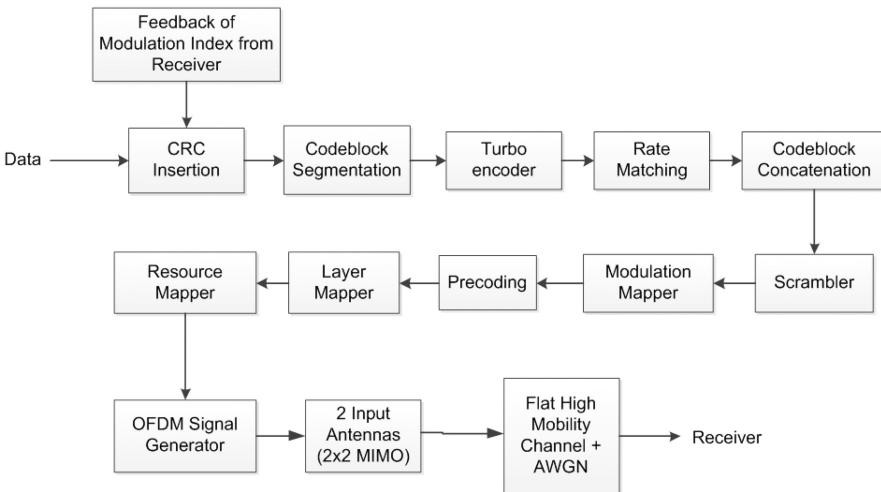 Feedback of
Modulation Index from
Receiver
Data
CRC
Insertion
Codeblock
Segmentation
Turbo
encoder
Rate
Matching
Codeblock
Concatenation
Resource
Mapper
Layer
Mapper
Precoding
Modulation
Mapper
Scrambler
OFDM Signal
Generator
2 Input
Antennas
(2x2 MIMO)
Flat High
Mobility
Channel +
AWGN
Receiver